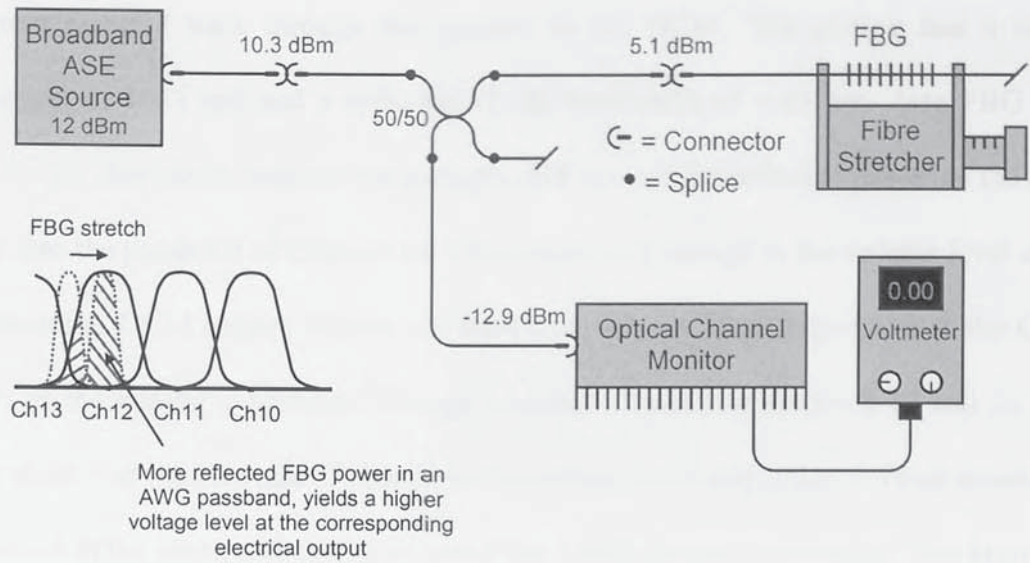 Broadband
ASE
Source
12 dBm
10.3 dBm
5.1 dBm
FBG
50/50
= Connector
= Splice
Fibre
Stretcher
FBG stretch
-12.9 dBm
Optical Channel
Monitor
0.00
Voltmeter
Ch13
Ch12
Ch11
Ch10
More reflected FBG power in an
AWG passband, yields a higher
voltage level at the corresponding
electrical output